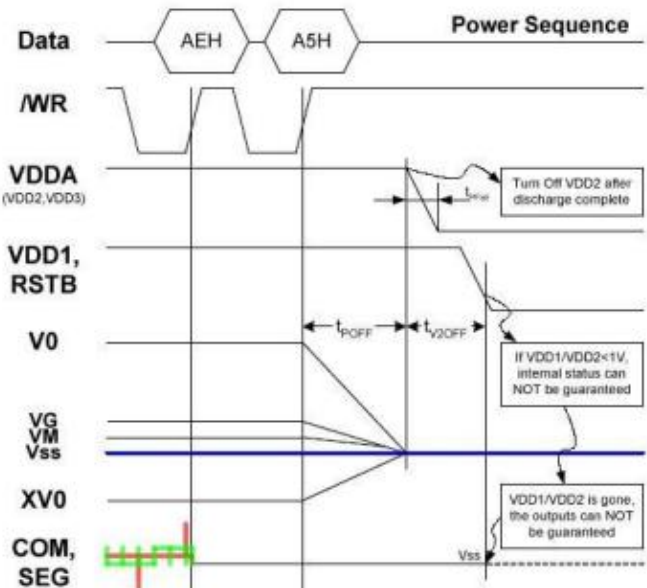 Power Sequence
Data
AEH
A5H
/WR
VDDA
(VDD2,VDD3)
Turn Off VDD2 after
discharge complete
VDD1,
RSTB
tPOFF
tV2OFF
V0
If VDD1/VDD2<1V,
internal status can
NOT be guaranteed
VG
VM
Vss
XV0
VDD1/VDD2 is gone,
the outputs can NOT
be guaranteed
COM,
SEG
Vss